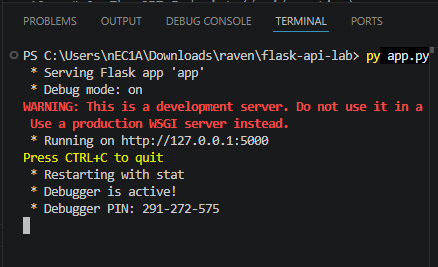 PROBLEMS OUTPUT DEBUG CONSOLE TERMINAL PORTS
PS C:\Users\nEC1A\Downloads\raven\flask-api-lab> py app.py
* Serving Flask app 'app'
* Debug mode: on
WARNING: This is a development server. Do not use it in a
Use a production WSGI server instead.
* Running on http://127.0.0.1:5000
Press CTRL+C to quit
* Restarting with stat
* Debugger is active!
* Debugger PIN: 291-272-575